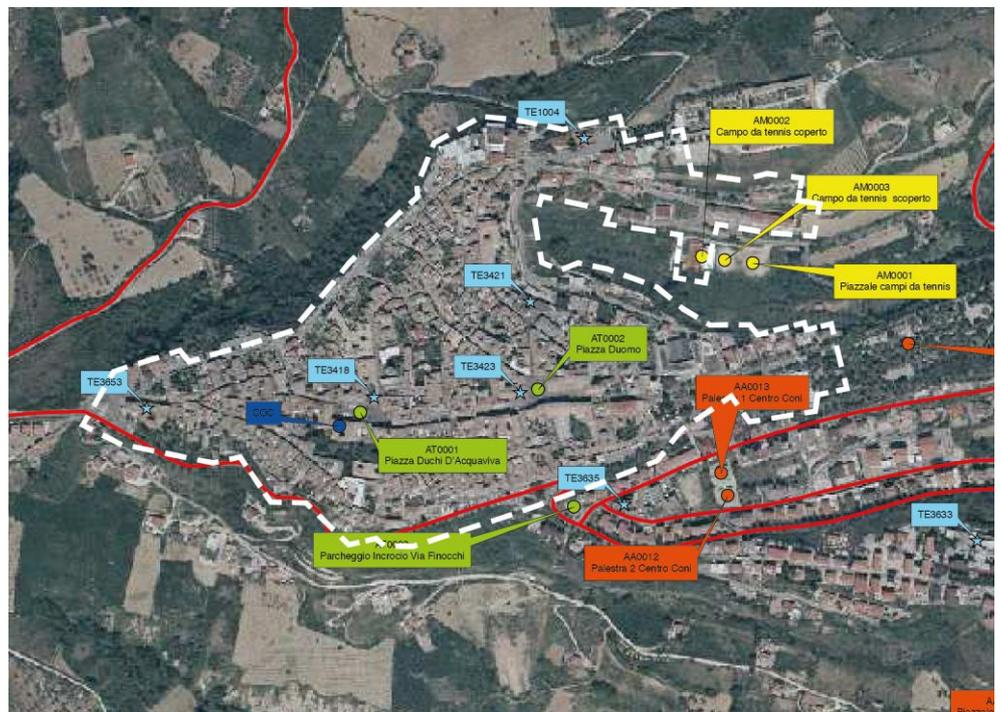 TE1004
AM0002
Campo da tennis coperto
AM0003
Campo da tennis scoperto
TE3421
AM0001
Piazzale campi da tennis
AT0002
Piazza Duomo
TE3418
TE3423
TE3653
AA0013
Palestra 1 Centro Coni
COC
AT0001
Piazza Duchi D'Acquaviva
TE3635
TE3633
Parcheggio Incrocio Via Finocchi
AA0012
Palestra 2 Centro Coni